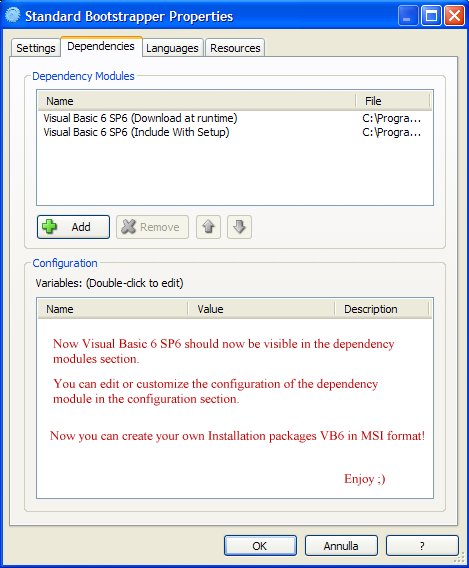 Standard Bootstrapper Properties
Settings Dependencies Languages Resources
Dependency Modules
Name File
Visual Basic 6 SP6 (Download at runtime) C:\Progra...
Visual Basic 6 SP6 (Include With Setup) C:\Progra...
Add Remove
Configuration
Variables: (Double-click to edit)
Name Value Description
Now Visual Basic 6 SP6 should now be visible in the dependency
modules section.
You can edit or customize the configuration of the dependency
module in the configuration section.
Now you can create your own Installation packages VB6 in MSI format!
Enjoy ;)
OK Annulla ?